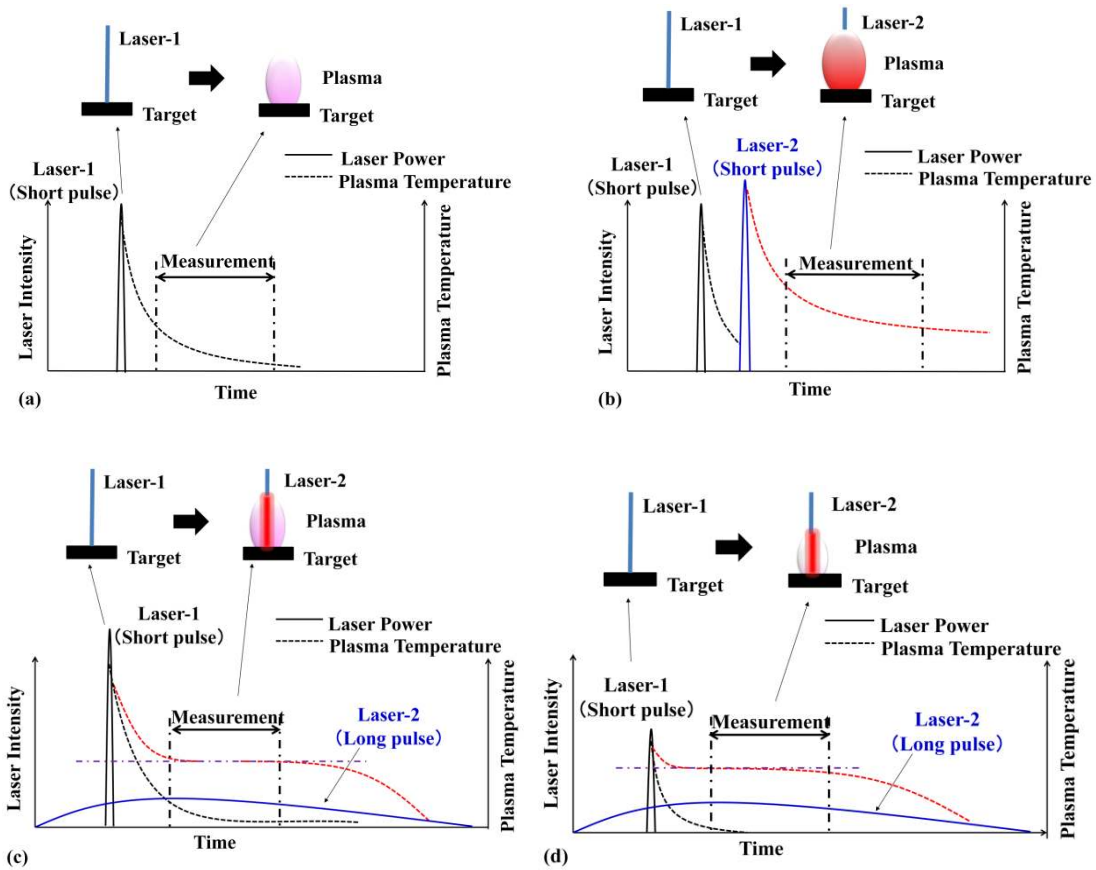 Laser-1
Plasma
Target
Target
Laser-1
(Short pulse)
Laser Power
Plasma Temperature
Measurement
Laser Intensity
Plasma Temperature
Time
(a)
Laser-1
Laser-2
Plasma
Target
Target
Laser-1
(Short pulse)
Laser-2
(Short pulse)
Laser Power
Plasma Temperature
Measurement
Laser Intensity
Plasma Temperature
Time
(b)
Laser-1
Laser-2
Plasma
Target
Target
Laser-1
(Short pulse)
Laser Power
Plasma Temperature
Measurement
Laser-2
(Long pulse)
Laser Intensity
Plasma Temperature
Time
(c)
Laser-1
Laser-2
Plasma
Target
Target
Laser-1
(Short pulse)
Laser Power
Plasma Temperature
Measurement
Laser-2
(Long pulse)
Laser Intensity
Plasma Temperature
Time
(d)